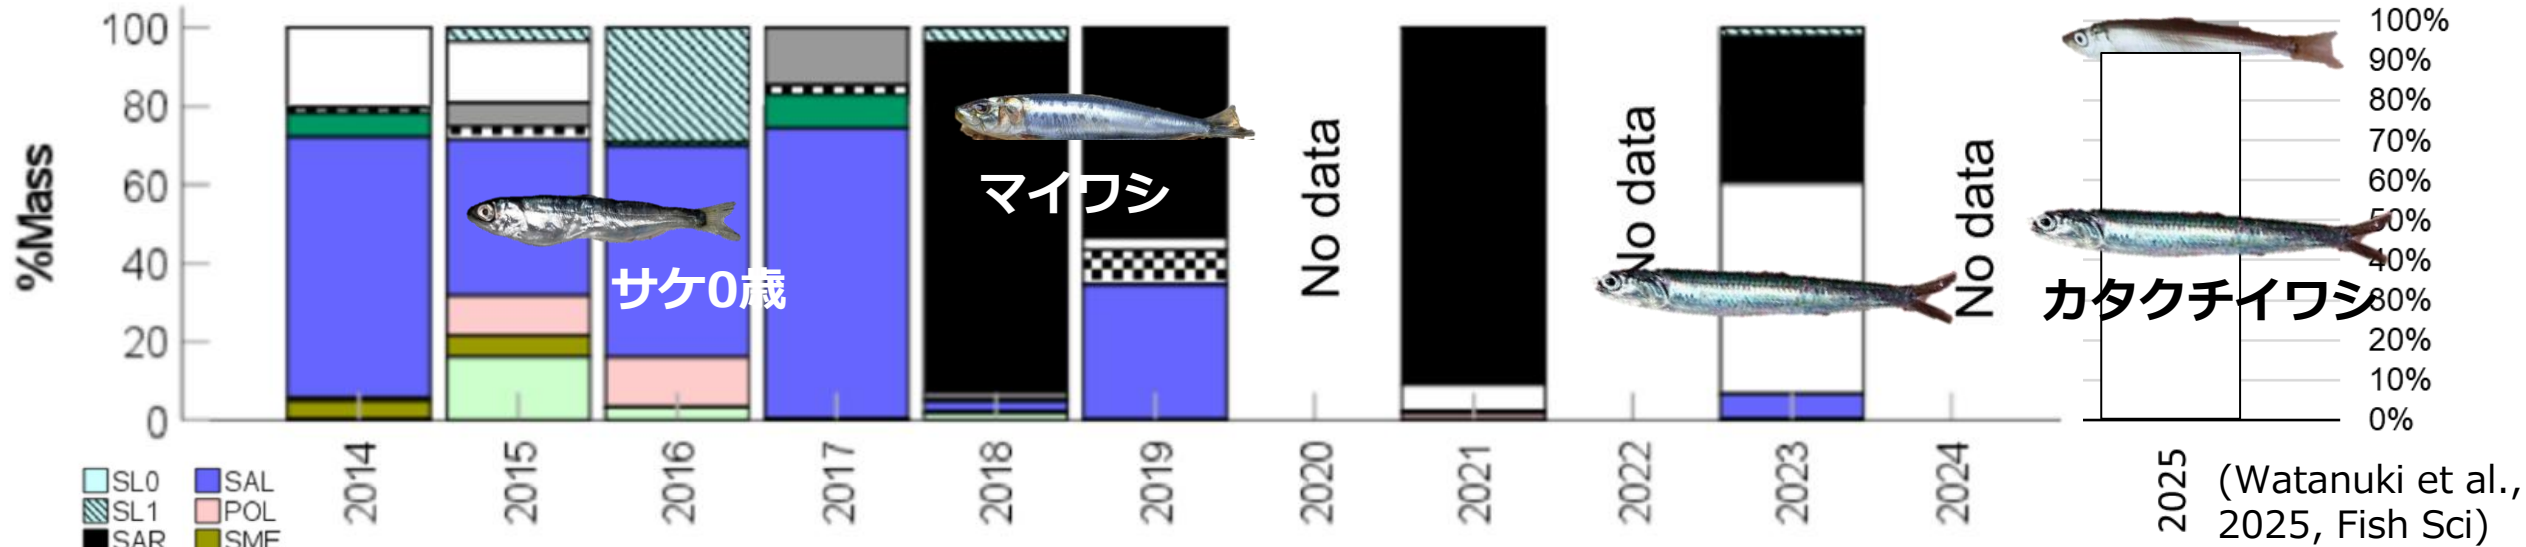 %Mass
100
80
60
40
20
0
サケ0歳
マイワシ
No data
No data
No data
カタクチイワシ
100%
90%
80%
70%
60%
50%
40%
30%
20%
10%
0%
2014
2015
2016
2017
2018
2019
2020
2021
2022
2023
2024
2025
SL0 SAL
SL1 POL
SAR SME
(Watanuki et al.,
2025, Fish Sci)